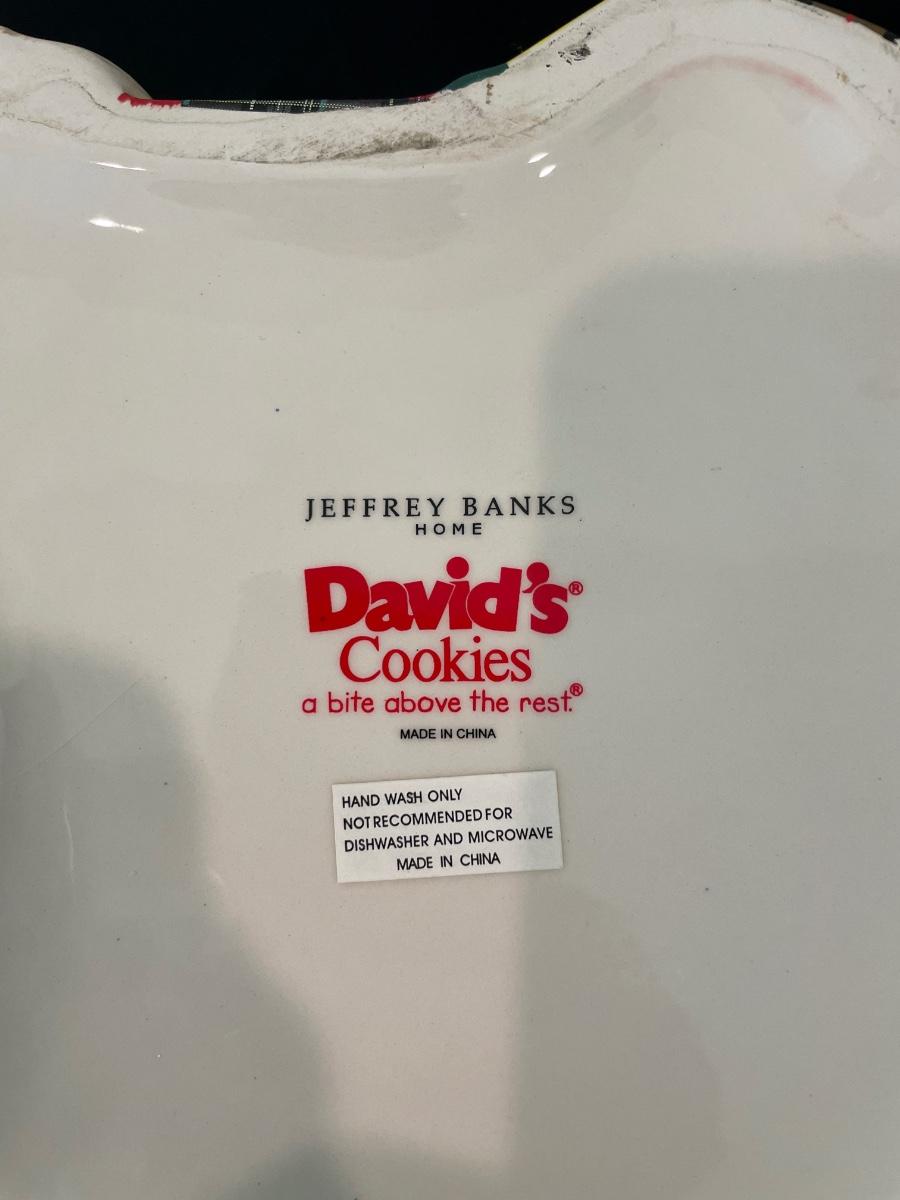 JEFFREY BANKS
HOME
David's®
Cookies
a bite above the rest.®
MADE IN CHINA
HAND WASH ONLY
NOT RECOMMENDED FOR
DISHWASHER AND MICROWAVE
MADE IN CHINA